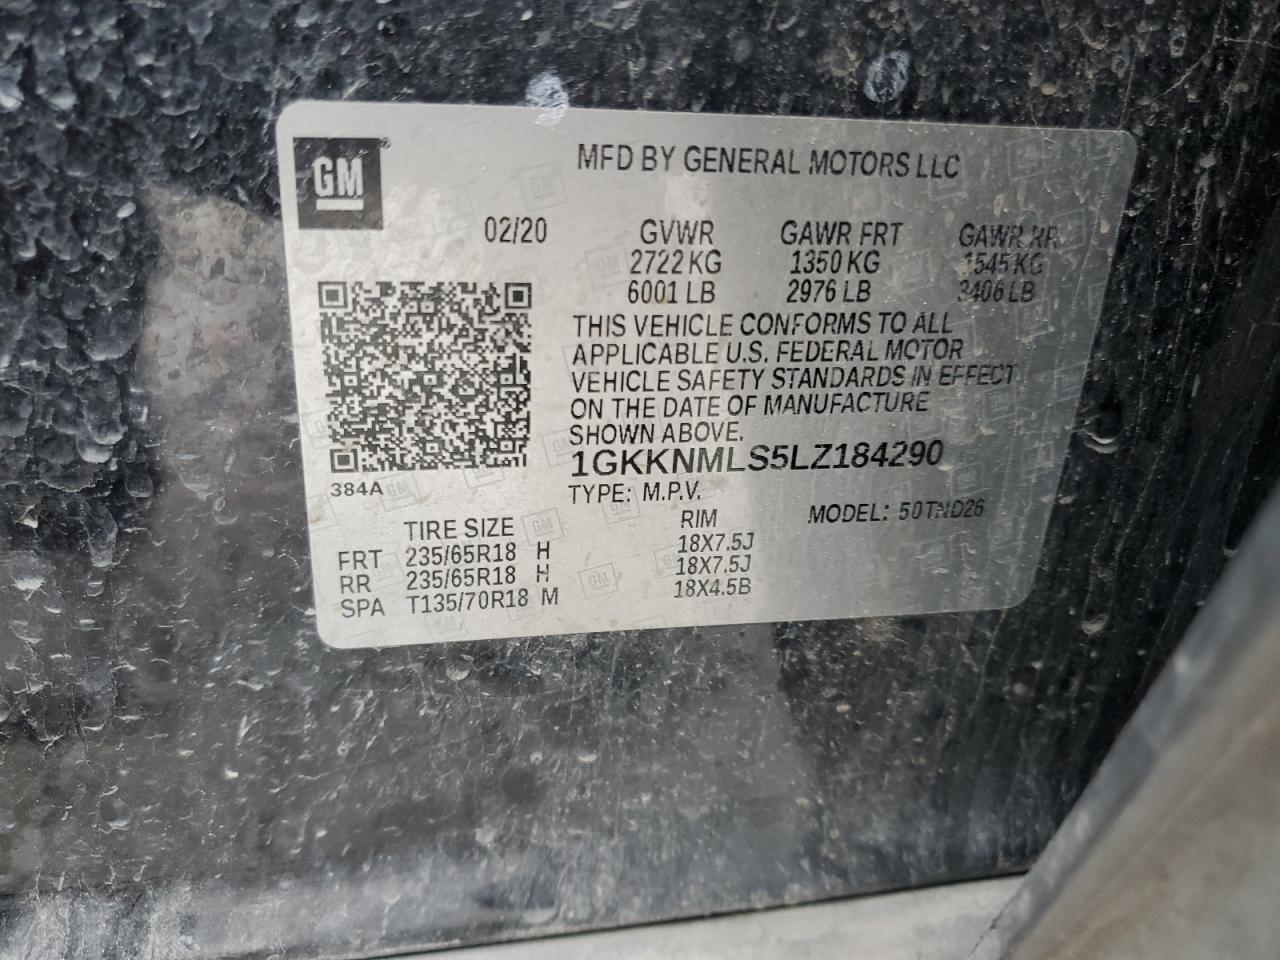 GM
MFD BY GENERAL MOTORS LLC
02/20 GVWR GAWR FRT GAWR RR
2722 KG 1350 KG 1545 KG
6001 LB 2976 LB 3406 LB
THIS VEHICLE CONFORMS TO ALL
APPLICABLE U.S. FEDERAL MOTOR
VEHICLE SAFETY STANDARDS IN EFFECT
ON THE DATE OF MANUFACTURE
SHOWN ABOVE.
1GKKNMLS5LZ184290
384A
TYPE: M.P.V. MODEL: 50TND26
TIRE SIZE RIM
FRT 235/65R18 H 18X7.5J
RR 235/65R18 H 18X7.5J
SPA T135/70R18 M 18X4.5B